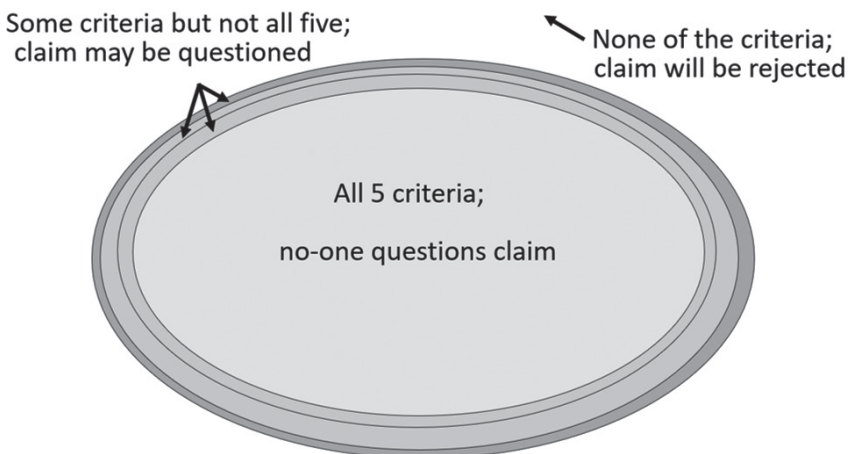 Some criteria but not all five;
claim may be questioned
None of the criteria;
claim will be rejected
All 5 criteria;
no-one questions claim